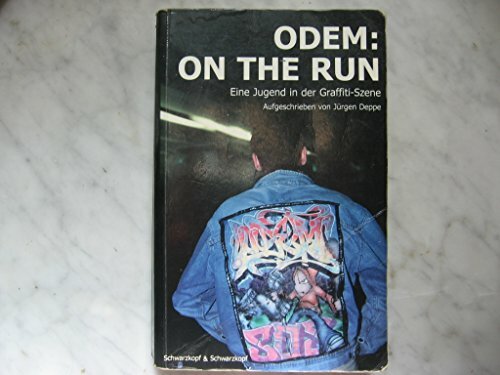 ODEM:
ON THE RUN
Eine Jugend in der Graffiti-Szene
Aufgeschrieben von Jürgen Deppe
Schwarzkopf & Schwarzkopf